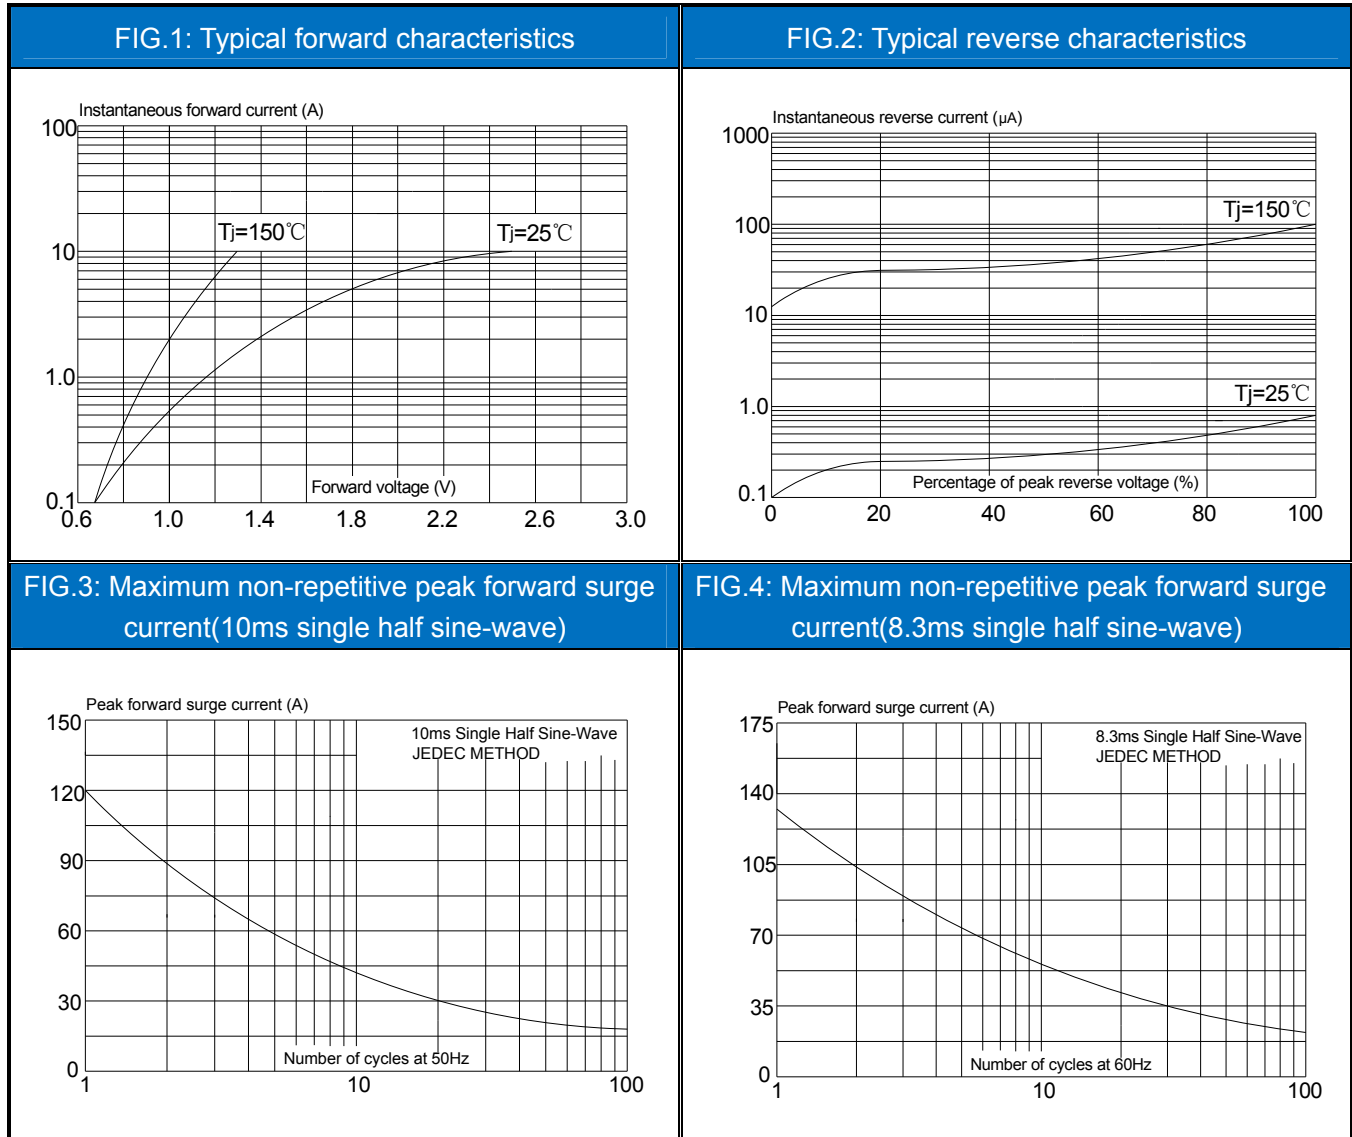 FIG.1: Typical forward characteristics
Instantaneous forward current (A)
100
10
1.0
0.1
Tj=150℃
Tj=25℃
Forward voltage (V)
0.6 1.0 1.4 1.8 2.2 2.6 3.0
FIG.2: Typical reverse characteristics
Instantaneous reverse current (µA)
1000
100
10
1.0
0.1
Tj=150℃
Tj=25℃
Percentage of peak reverse voltage (%)
0 20 40 60 80 100
FIG.3: Maximum non-repetitive peak forward surge
current(10ms single half sine-wave)
Peak forward surge current (A)
150
120
90
60
30
0
10ms Single Half Sine-Wave
JEDEC METHOD
Number of cycles at 50Hz
1 10 100
FIG.4: Maximum non-repetitive peak forward surge
current(8.3ms single half sine-wave)
Peak forward surge current (A)
175
140
105
70
35
0
8.3ms Single Half Sine-Wave
JEDEC METHOD
Number of cycles at 60Hz
1 10 100